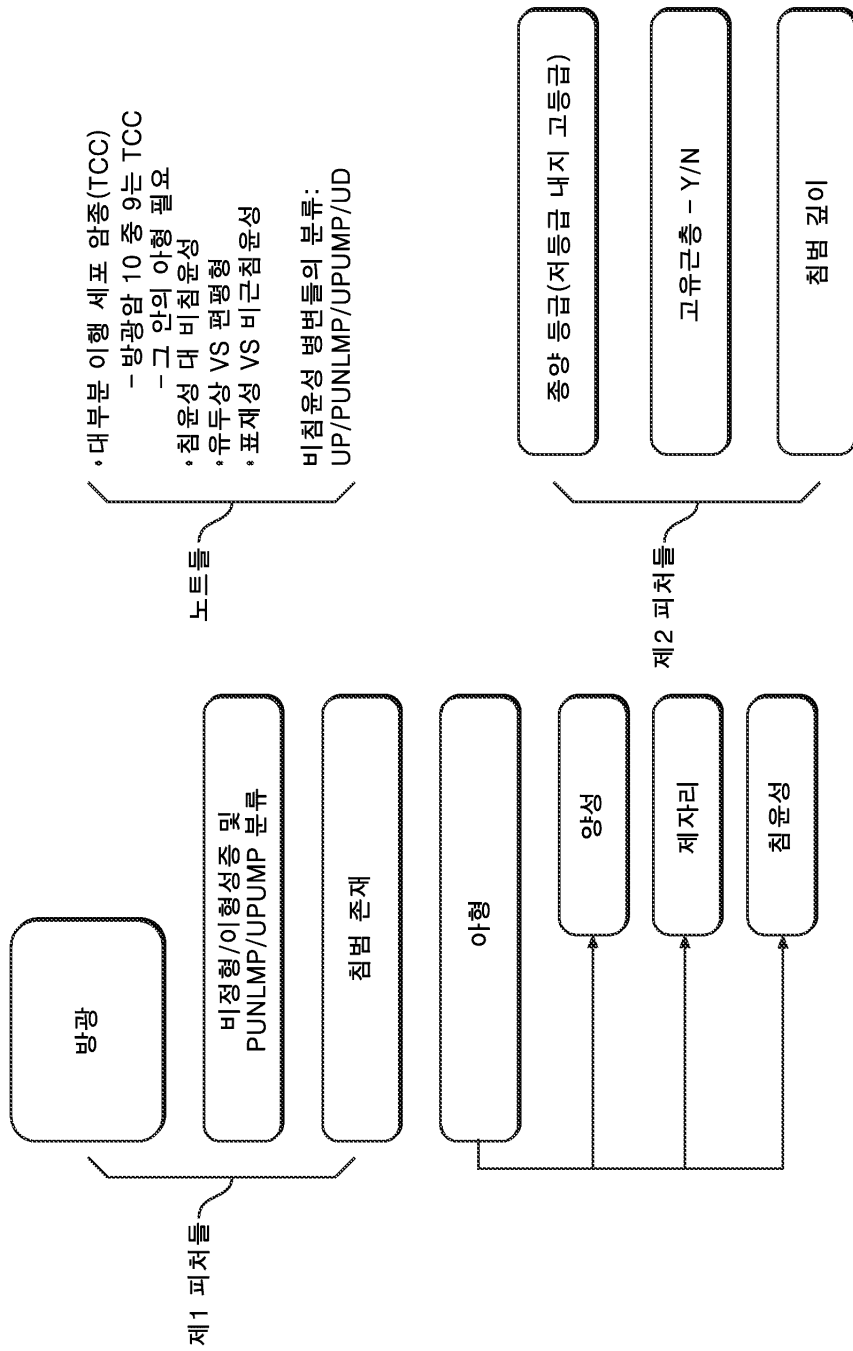 방광
제1 피처들
비정형/이형성증 및
PUNLMP/UPUMP 분류
침범 존재
아형
양성
제자리
침윤성
노트들
• 대부분 이행 세포 암종(TCC)
– 방광암 10 중 9는 TCC
– 그 안의 아형 필요
• 침윤성 대 비침윤성
• 유두상 VS 편평형
• 표재성 VS 비근침윤성
비침윤성 병변들의 분류:
UP/PUNLMP/UPUMP/UD
제2 피처들
종양 등급(저등급 내지 고등급)
고유근층 – Y/N
침범 깊이